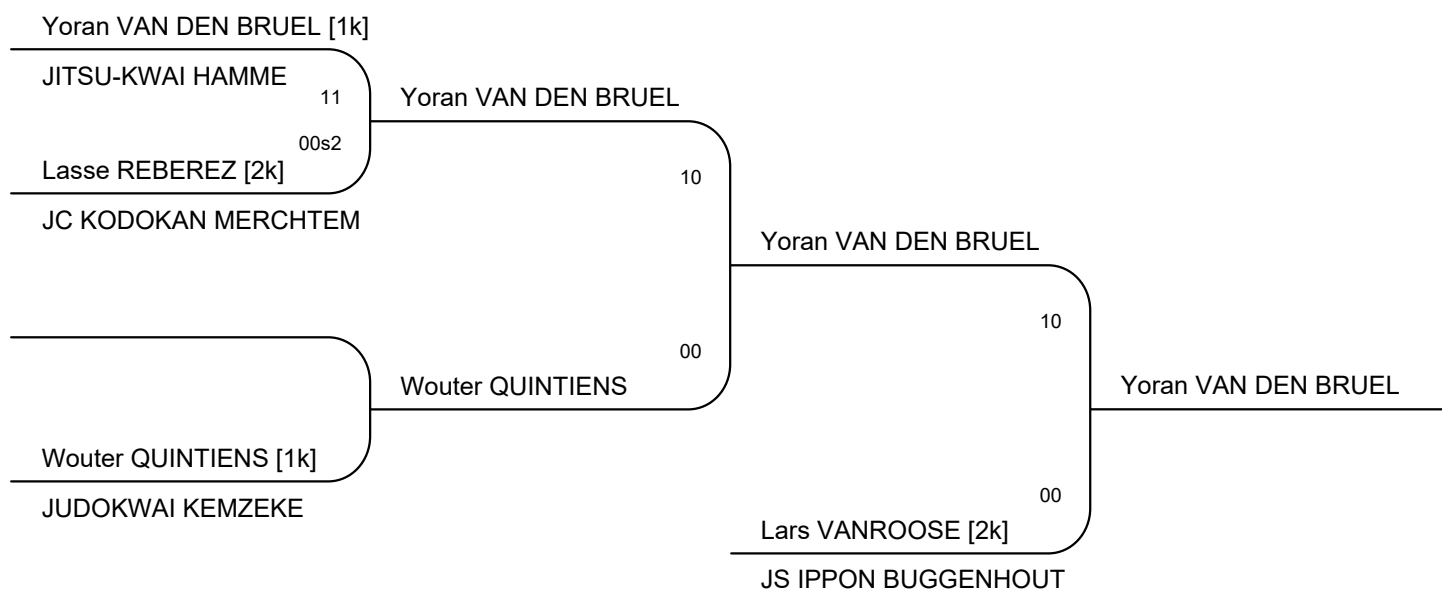 Yoran VAN DEN BRUEL [1k]
JITSU-KWAI HAMME
11
Yoran VAN DEN BRUEL
00s2
Lasse REBEREZ [2k]
10
JC KODOKAN MERCHTEM
Yoran VAN DEN BRUEL
10
00
Wouter QUINTIENS
Yoran VAN DEN BRUEL
Wouter QUINTIENS [1k]
00
JUDOKWAI KEMZEKE
Lars VANROOSE [2k]
JS IPPON BUGGENHOUT